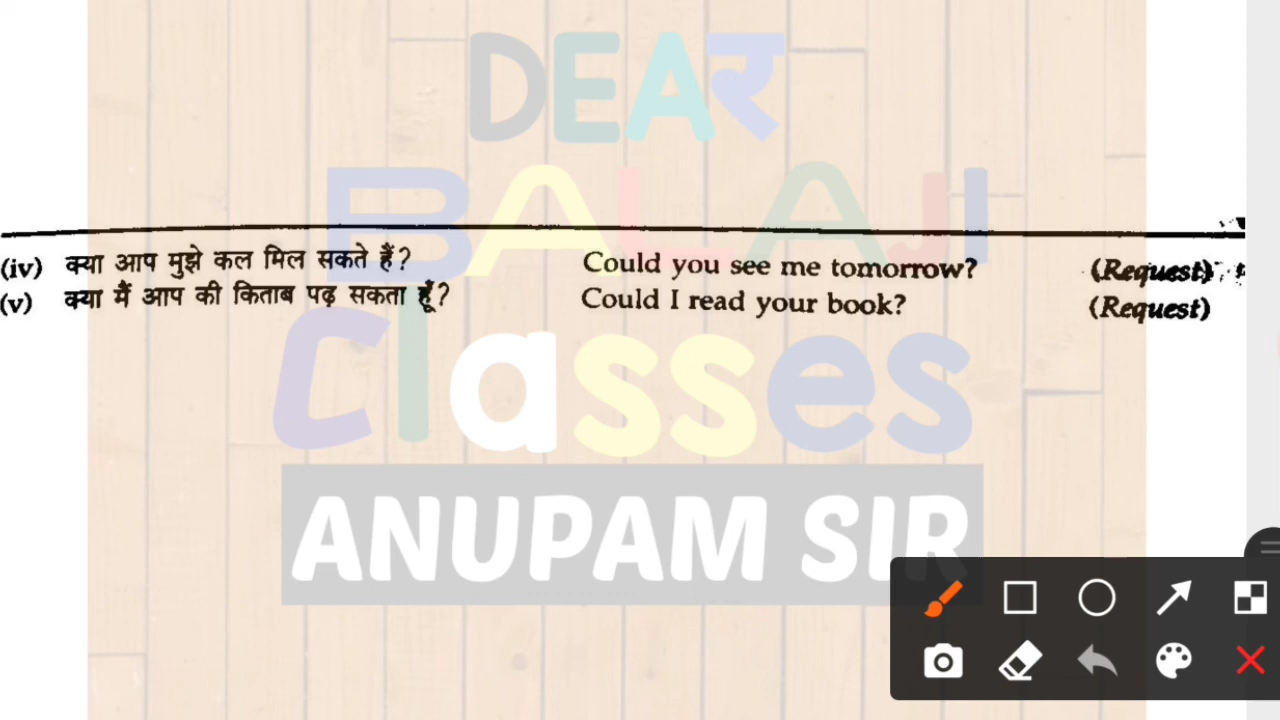 DEAर
BALAJI
(iv) क्या आप मुझे कल मिल सकते हैं? Could you see me tomorrow? (Request)
(v) क्या मैं आप की किताब पढ़ सकता हूँ? Could I read your book? (Request)
Classes
ANUPAM SIR